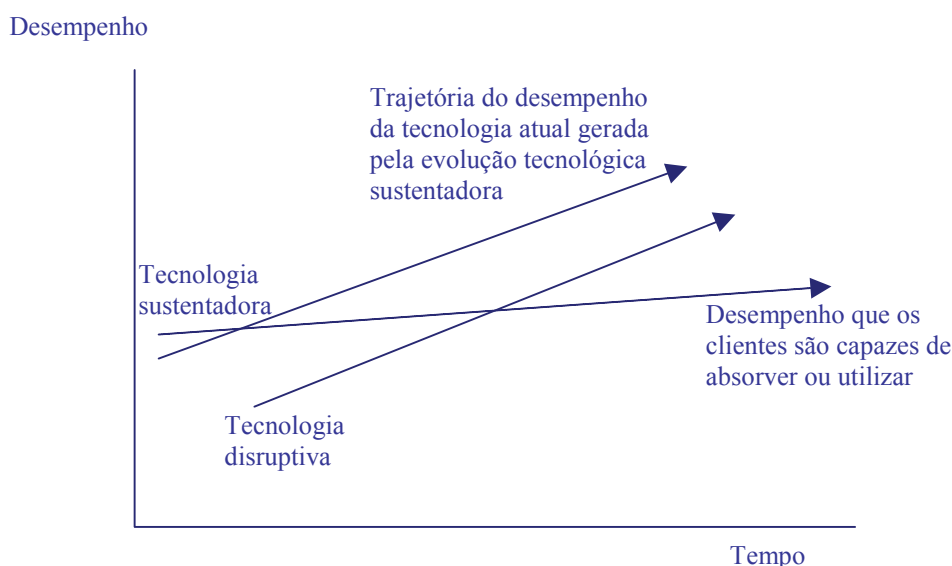 Desempenho
Trajetória do desempenho
da tecnologia atual gerada
pela evolução tecnológica
sustentadora
Tecnologia
sustentadora
Desempenho que os
clientes são capazes de
absorver ou utilizar
Tecnologia
disruptiva
Tempo